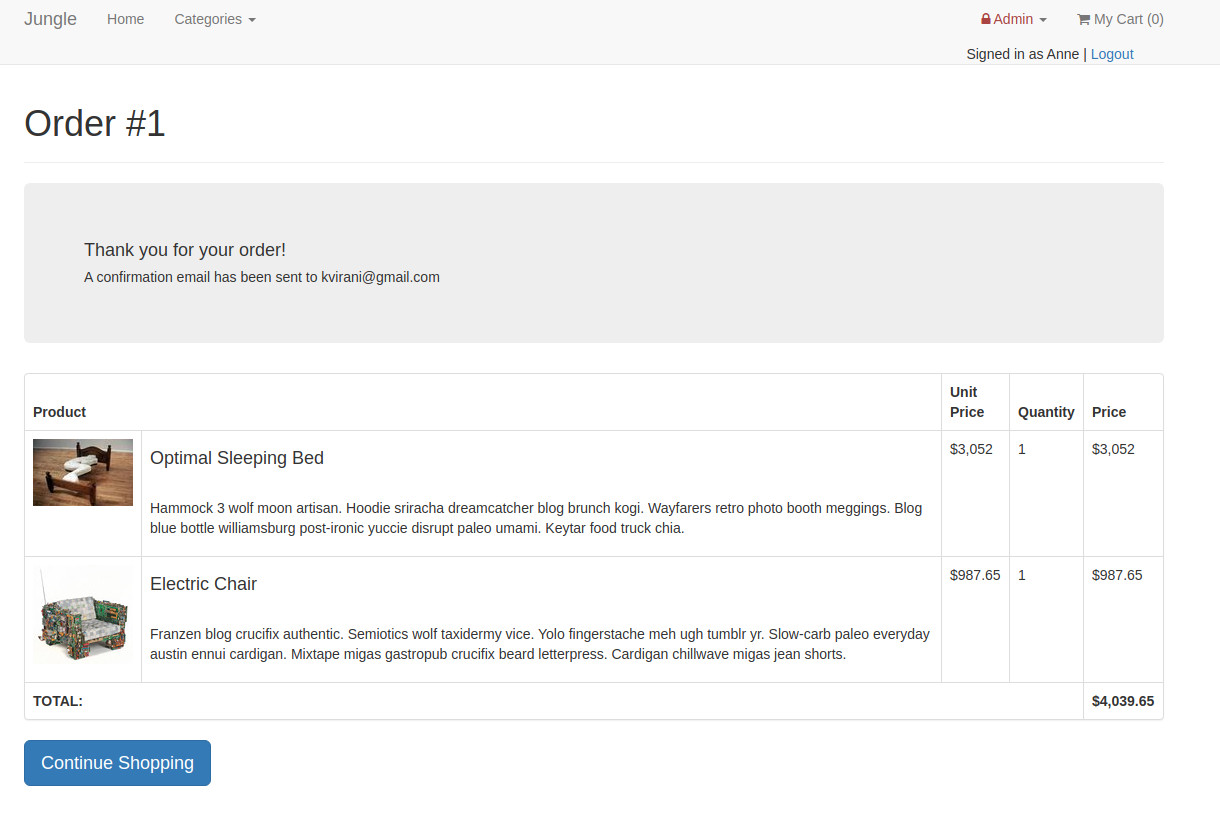 Jungle Home Categories Admin My Cart (0)
Signed in as Anne | Logout
Order #1
Thank you for your order!
A confirmation email has been sent to kvirani@gmail.com
Product Unit Price Quantity Price
Optimal Sleeping Bed $3,052 1 $3,052
Hammock 3 wolf moon artisan. Hoodie sriracha dreamcatcher blog brunch kogi. Wayfarers retro photo booth meggings. Blog
blue bottle williamsburg post-ironic yuccie disrupt paleo umami. Keytar food truck chia.
Electric Chair $987.65 1 $987.65
Franzen blog crucifix authentic. Semiotics wolf taxidermy vice. Yolo fingerstache meh ugh tumblr yr. Slow-carb paleo everyday
austin ennui cardigan. Mixtape migas gastropub crucifix beard letterpress. Cardigan chillwave migas jean shorts.
TOTAL: $4,039.65
Continue Shopping